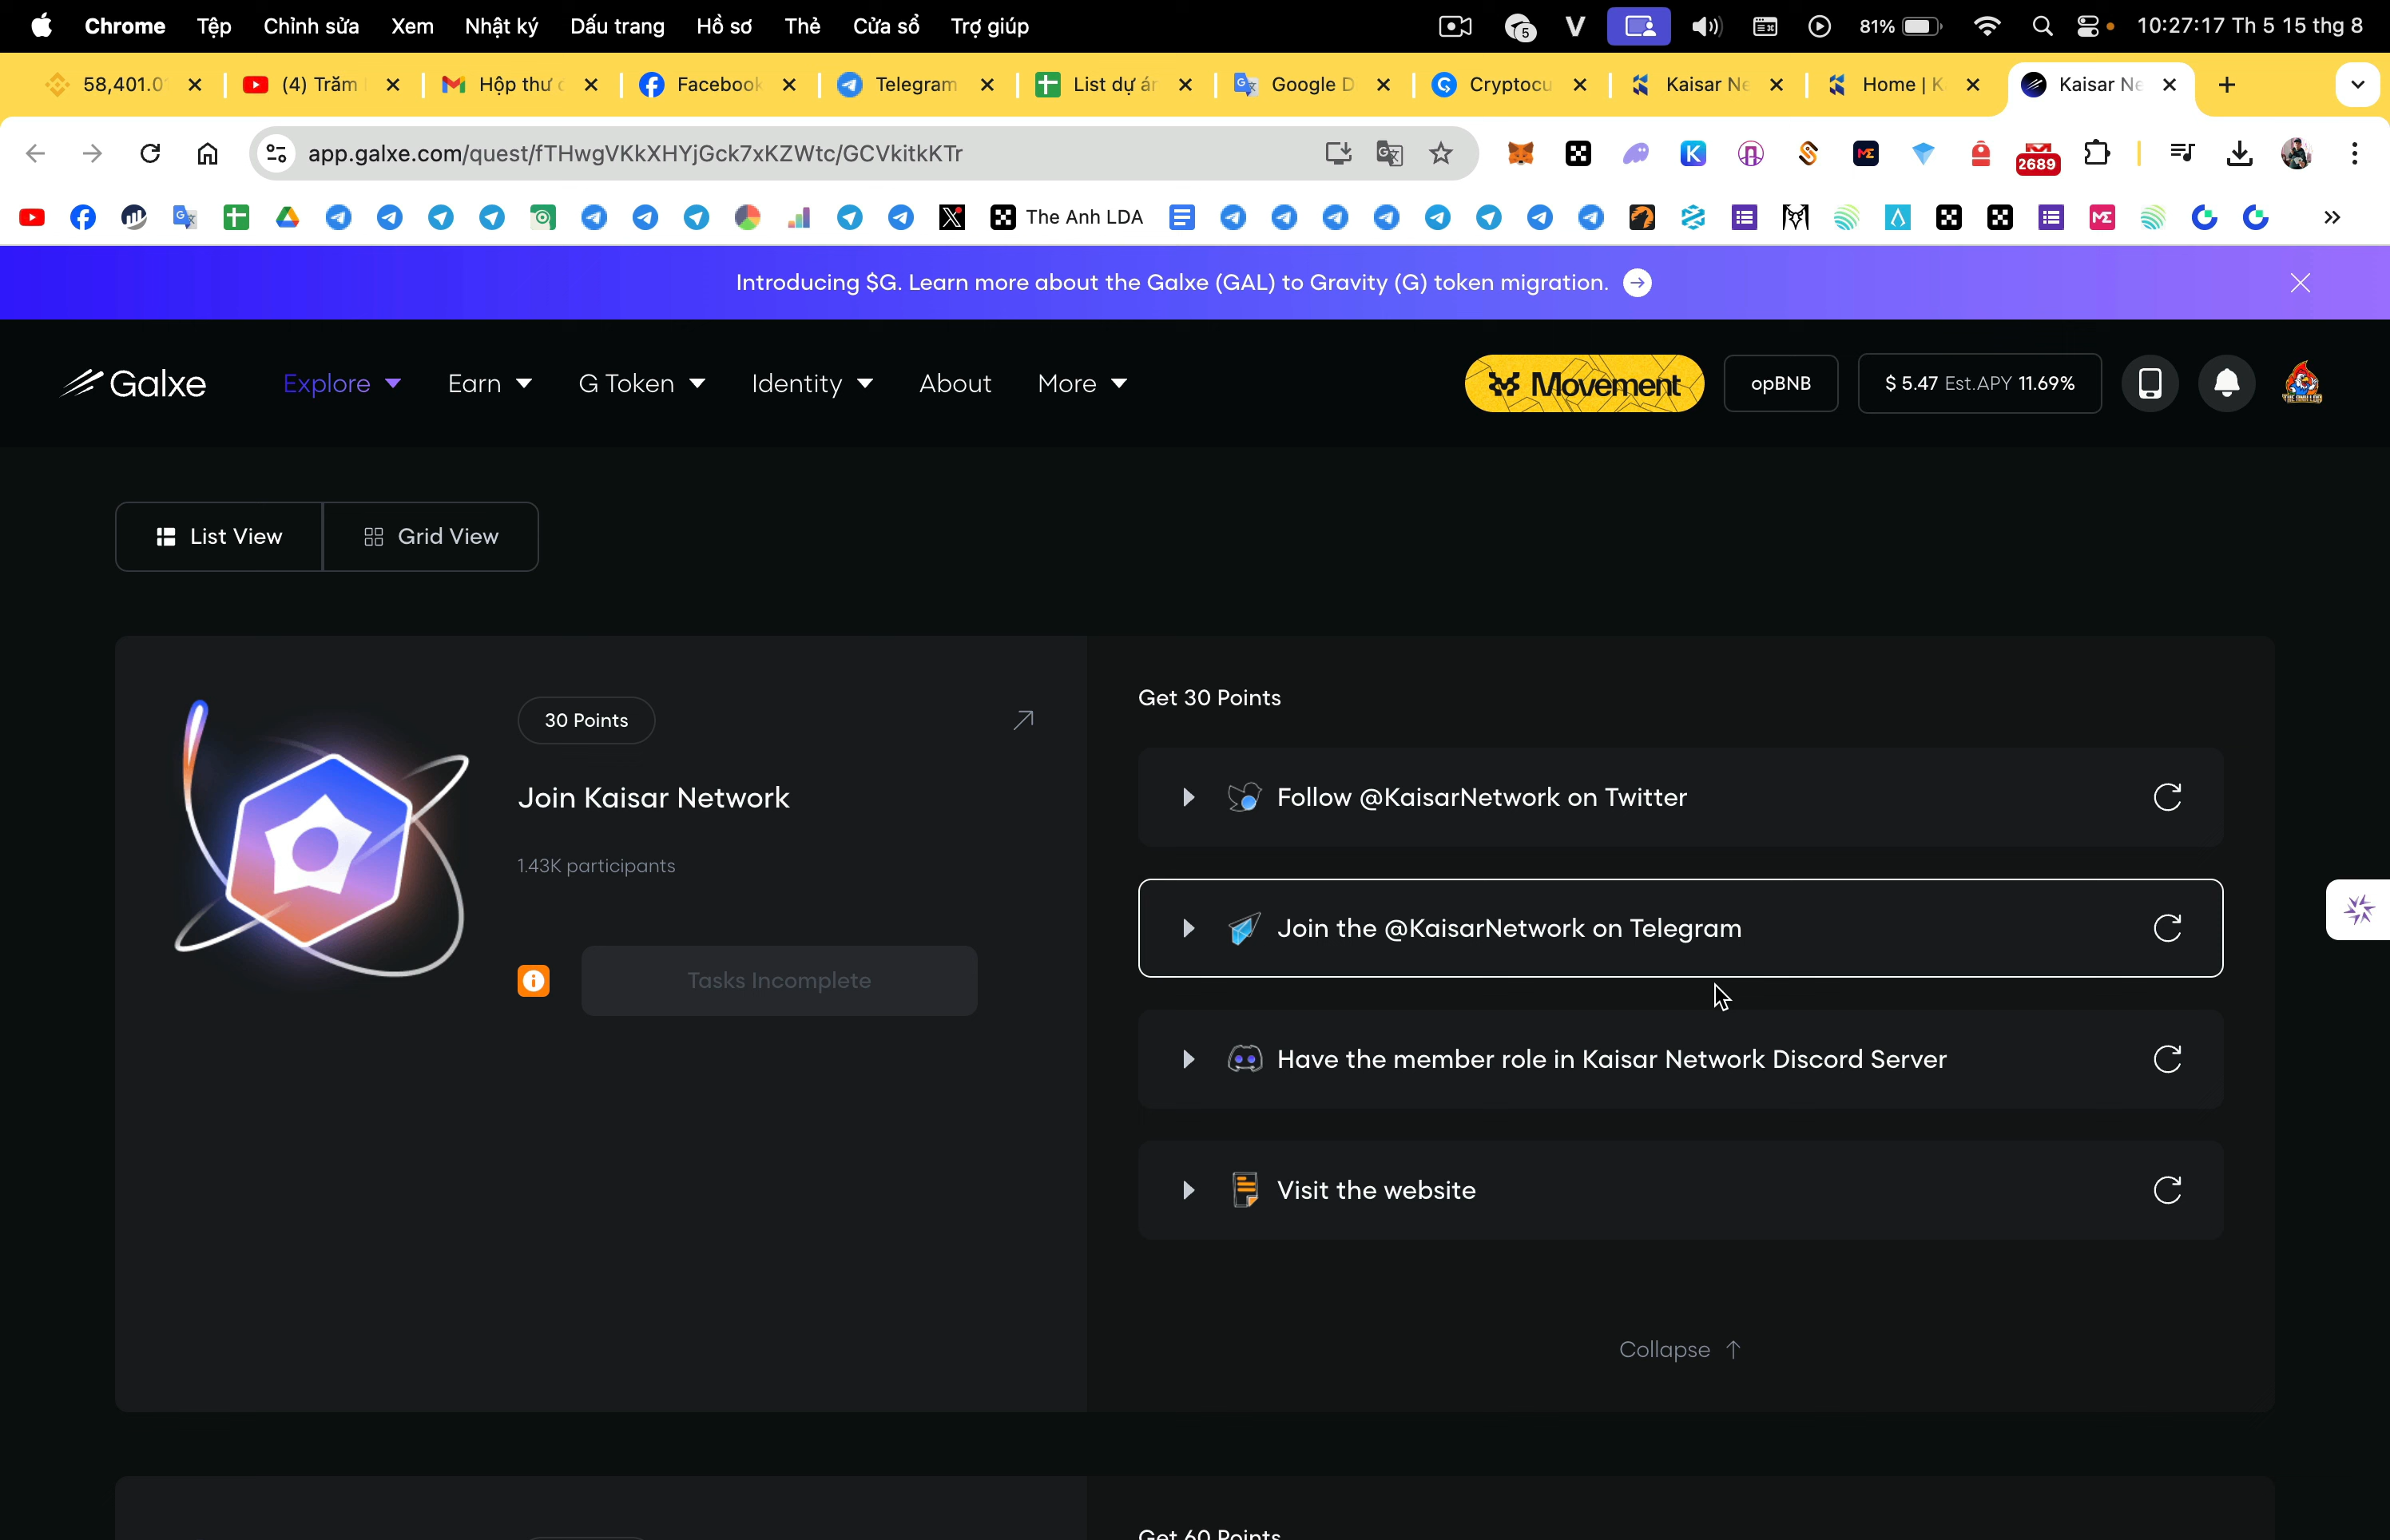 Chrome Tệp Chỉnh sửa Xem Nhật ký Dấu trang Hồ sơ Thẻ Cửa sổ Trợ giúp 5 V 81% 10:27:17 Th 5 15 thg 8
58,401.0 (4) Trăm Hộp thư Facebook Telegram List dự án Google D Cryptocu Kaisar Ne Home | K Kaisar Ne
app.galxe.com/quest/fTHwgVKkXHYjGck7xKZWtc/GCVkitkKTr 2689
The Anh LDA
Introducing $G. Learn more about the Galxe (GAL) to Gravity (G) token migration.
Galxe Explore Earn G Token Identity About More Movement opBNB $ 5.47 Est.APY 11.69%
List View Grid View
30 Points
Join Kaisar Network
1.43K participants
Tasks Incomplete
Get 30 Points
Follow @KaisarNetwork on Twitter
Join the @KaisarNetwork on Telegram
Have the member role in Kaisar Network Discord Server
Visit the website
Collapse
Get 60 Points